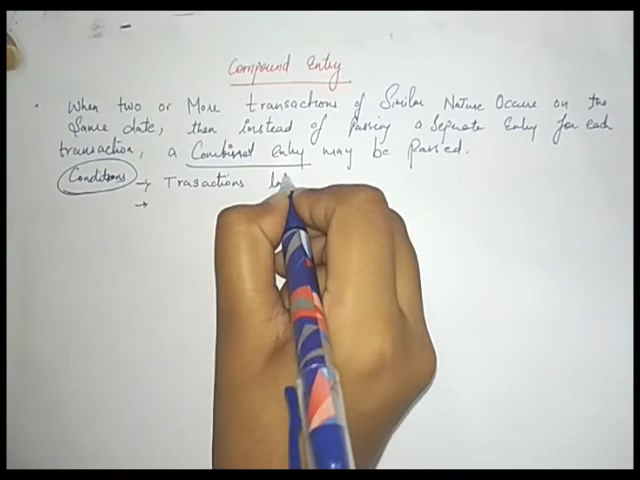 Compound Entry
• When two or More transactions of Similar Nature Occure on the
Same date, then instead of Passing a Separate Entry for each
transaction, a Combined entry may be Passed.
Conditions → Trasactions
→